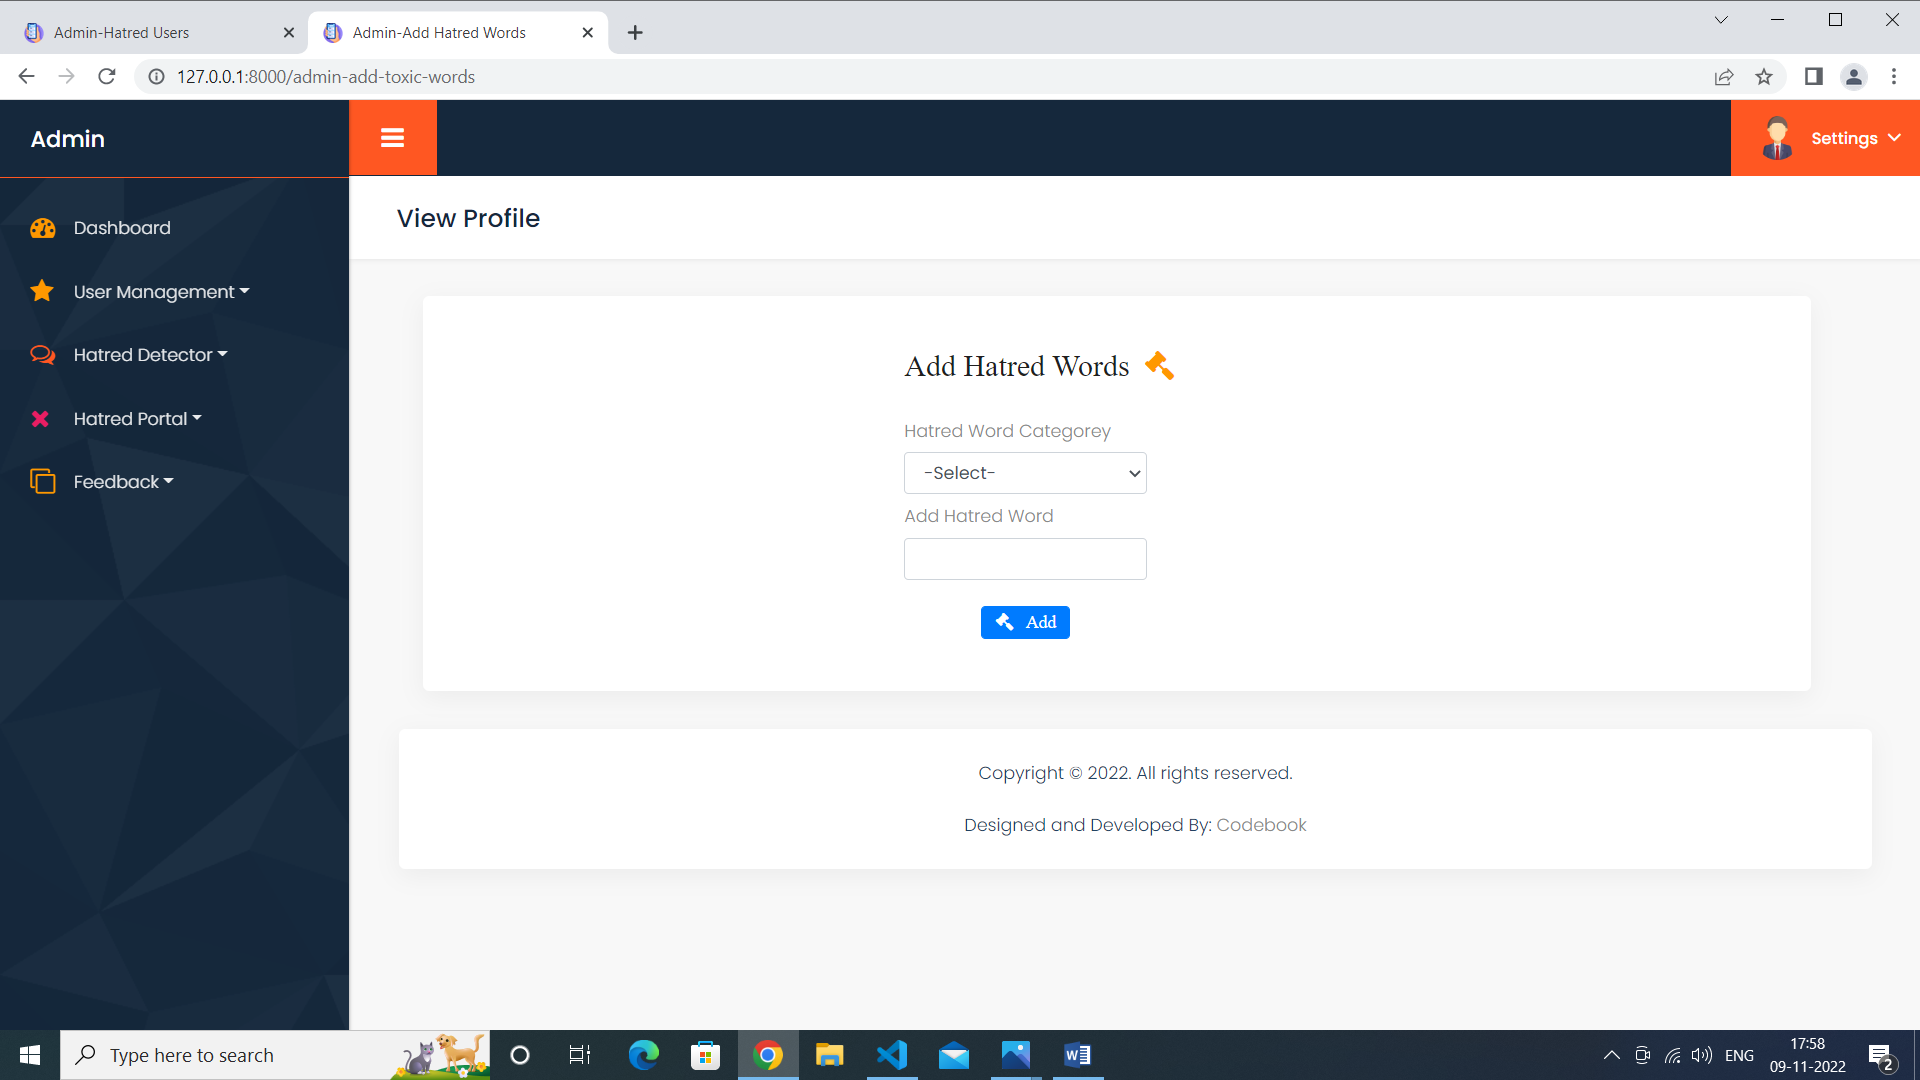 Admin-Hatred Users
Admin-Add Hatred Words
127.0.0.1:8000/admin-add-toxic-words
Admin
Settings
Dashboard
User Management
Hatred Detector
Hatred Portal
Feedback
View Profile
Add Hatred Words
Hatred Word Categorey
-Select-
Add Hatred Word
Add
Copyright © 2022. All rights reserved.
Designed and Developed By: Codebook
Type here to search
ENG
17:58
09-11-2022
2